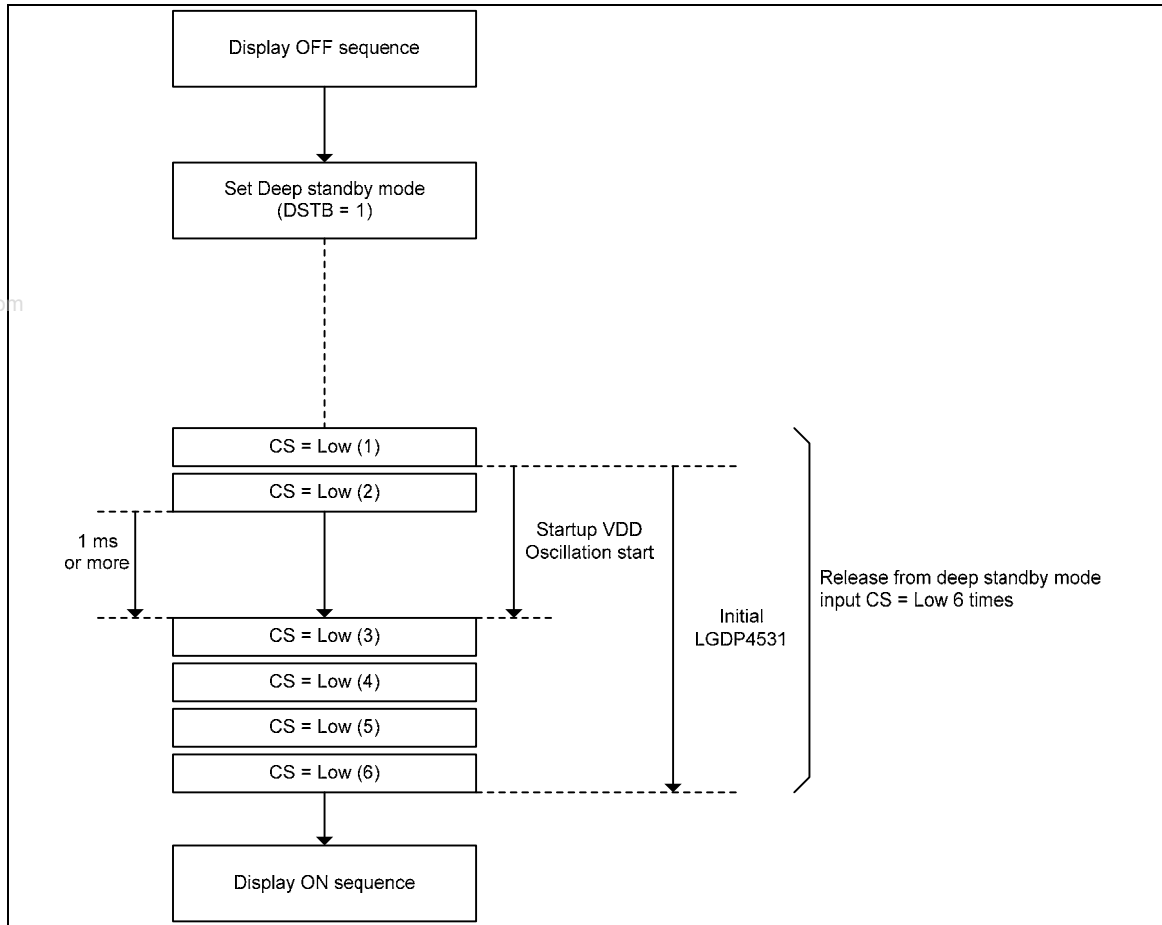 Display OFF sequence
Set Deep standby mode
(DSTB = 1)
om
CS = Low (1)
CS = Low (2)
1 ms
or more
Startup VDD
Oscillation start
Initial
LGDP4531
Release from deep standby mode
input CS = Low 6 times
CS = Low (3)
CS = Low (4)
CS = Low (5)
CS = Low (6)
Display ON sequence